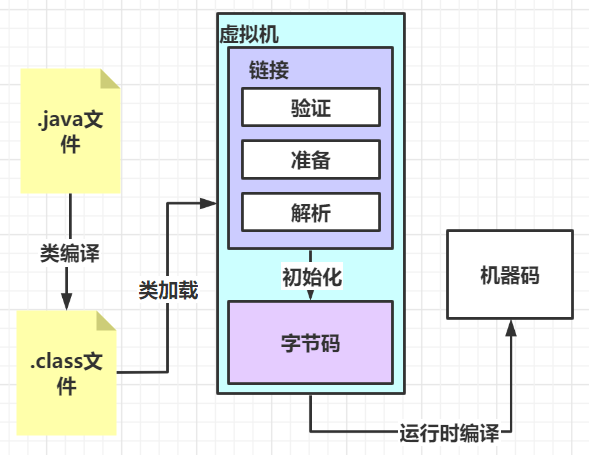 虚拟机
链接
验证
准备
解析
初始化
字节码
.java文
件
类编译
.class文
件
类加载
机器码
运行时编译